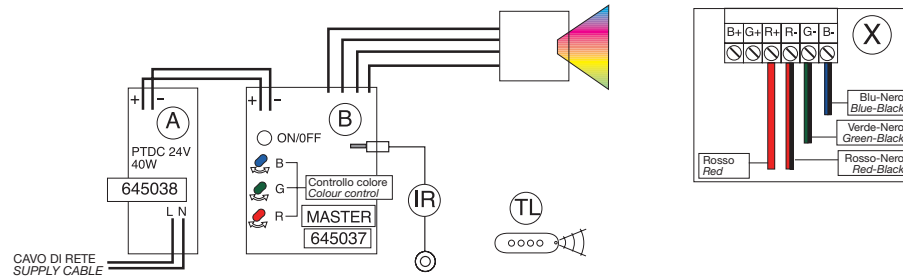 + -
A
PTDC 24V
40W
645038
L N
CAVO DI RETE
SUPPLY CABLE
+ -
B
ON/OFF
B
G
R
Controllo colore
Colour control
MASTER
645037
IR
TL
B+ G+ R+ R- G- B-
X
Blu-Nero
Blue-Black
Verde-Nero
Green-Black
Rosso-Nero
Red-Black
Rosso
Red